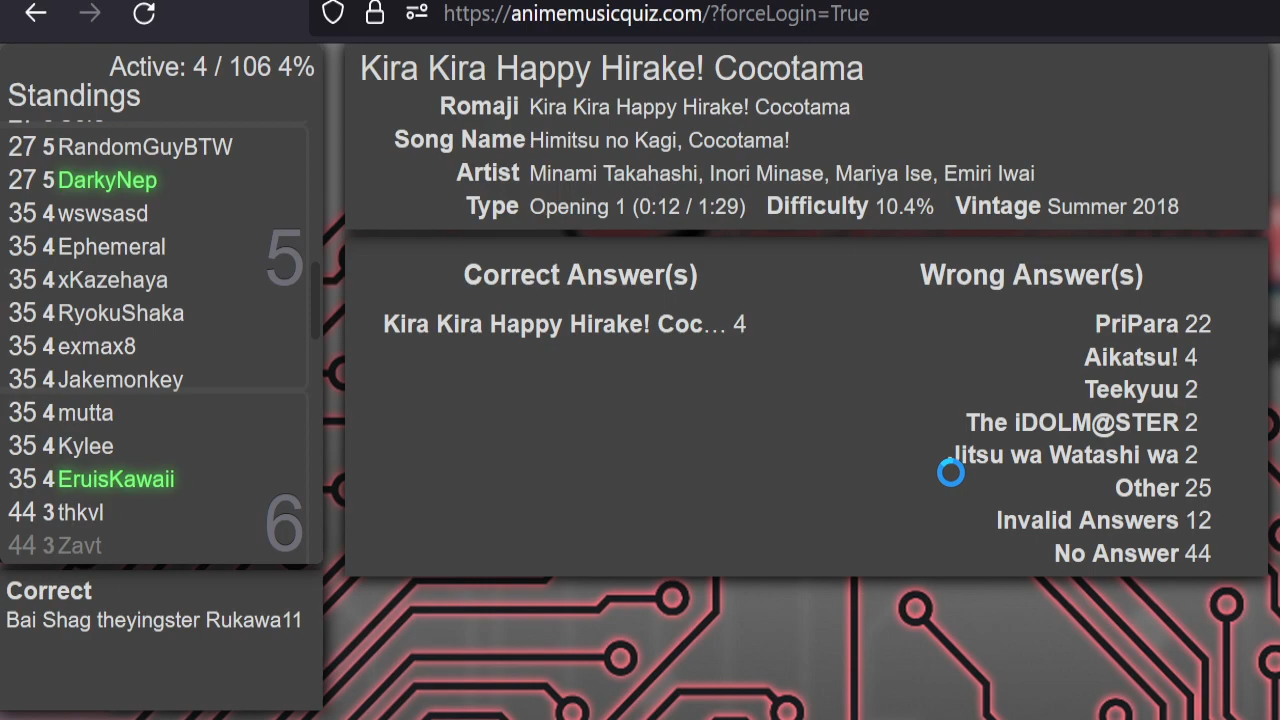 https://animemusicquiz.com/?forceLogin=True
Active: 4 / 106 4%
Standings
27 5 RandomGuyBTW
27 5 DarkyNep
35 4 wswsasd
35 4 Ephemeral
5
35 4 xKazehaya
35 4 RyokuShaka
35 4 exmax8
35 4 Jakemonkey
35 4 mutta
35 4 Kylee
35 4 EruisKawaii
44 3 thkvl
6
44 3 Zavt
Correct
Bai Shag theyingster Rukawa11
Kira Kira Happy Hirake! Cocotama
Romaji Kira Kira Happy Hirake! Cocotama
Song Name Himitsu no Kagi, Cocotama!
Artist Minami Takahashi, Inori Minase, Mariya Ise, Emiri Iwai
Type Opening 1 (0:12 / 1:29) Difficulty 10.4% Vintage Summer 2018
Correct Answer(s)
Kira Kira Happy Hirake! Coc… 4
Wrong Answer(s)
PriPara 22
Aikatsu! 4
Teekyuu 2
The iDOLM@STER 2
Jitsu wa Watashi wa 2
Other 25
Invalid Answers 12
No Answer 44